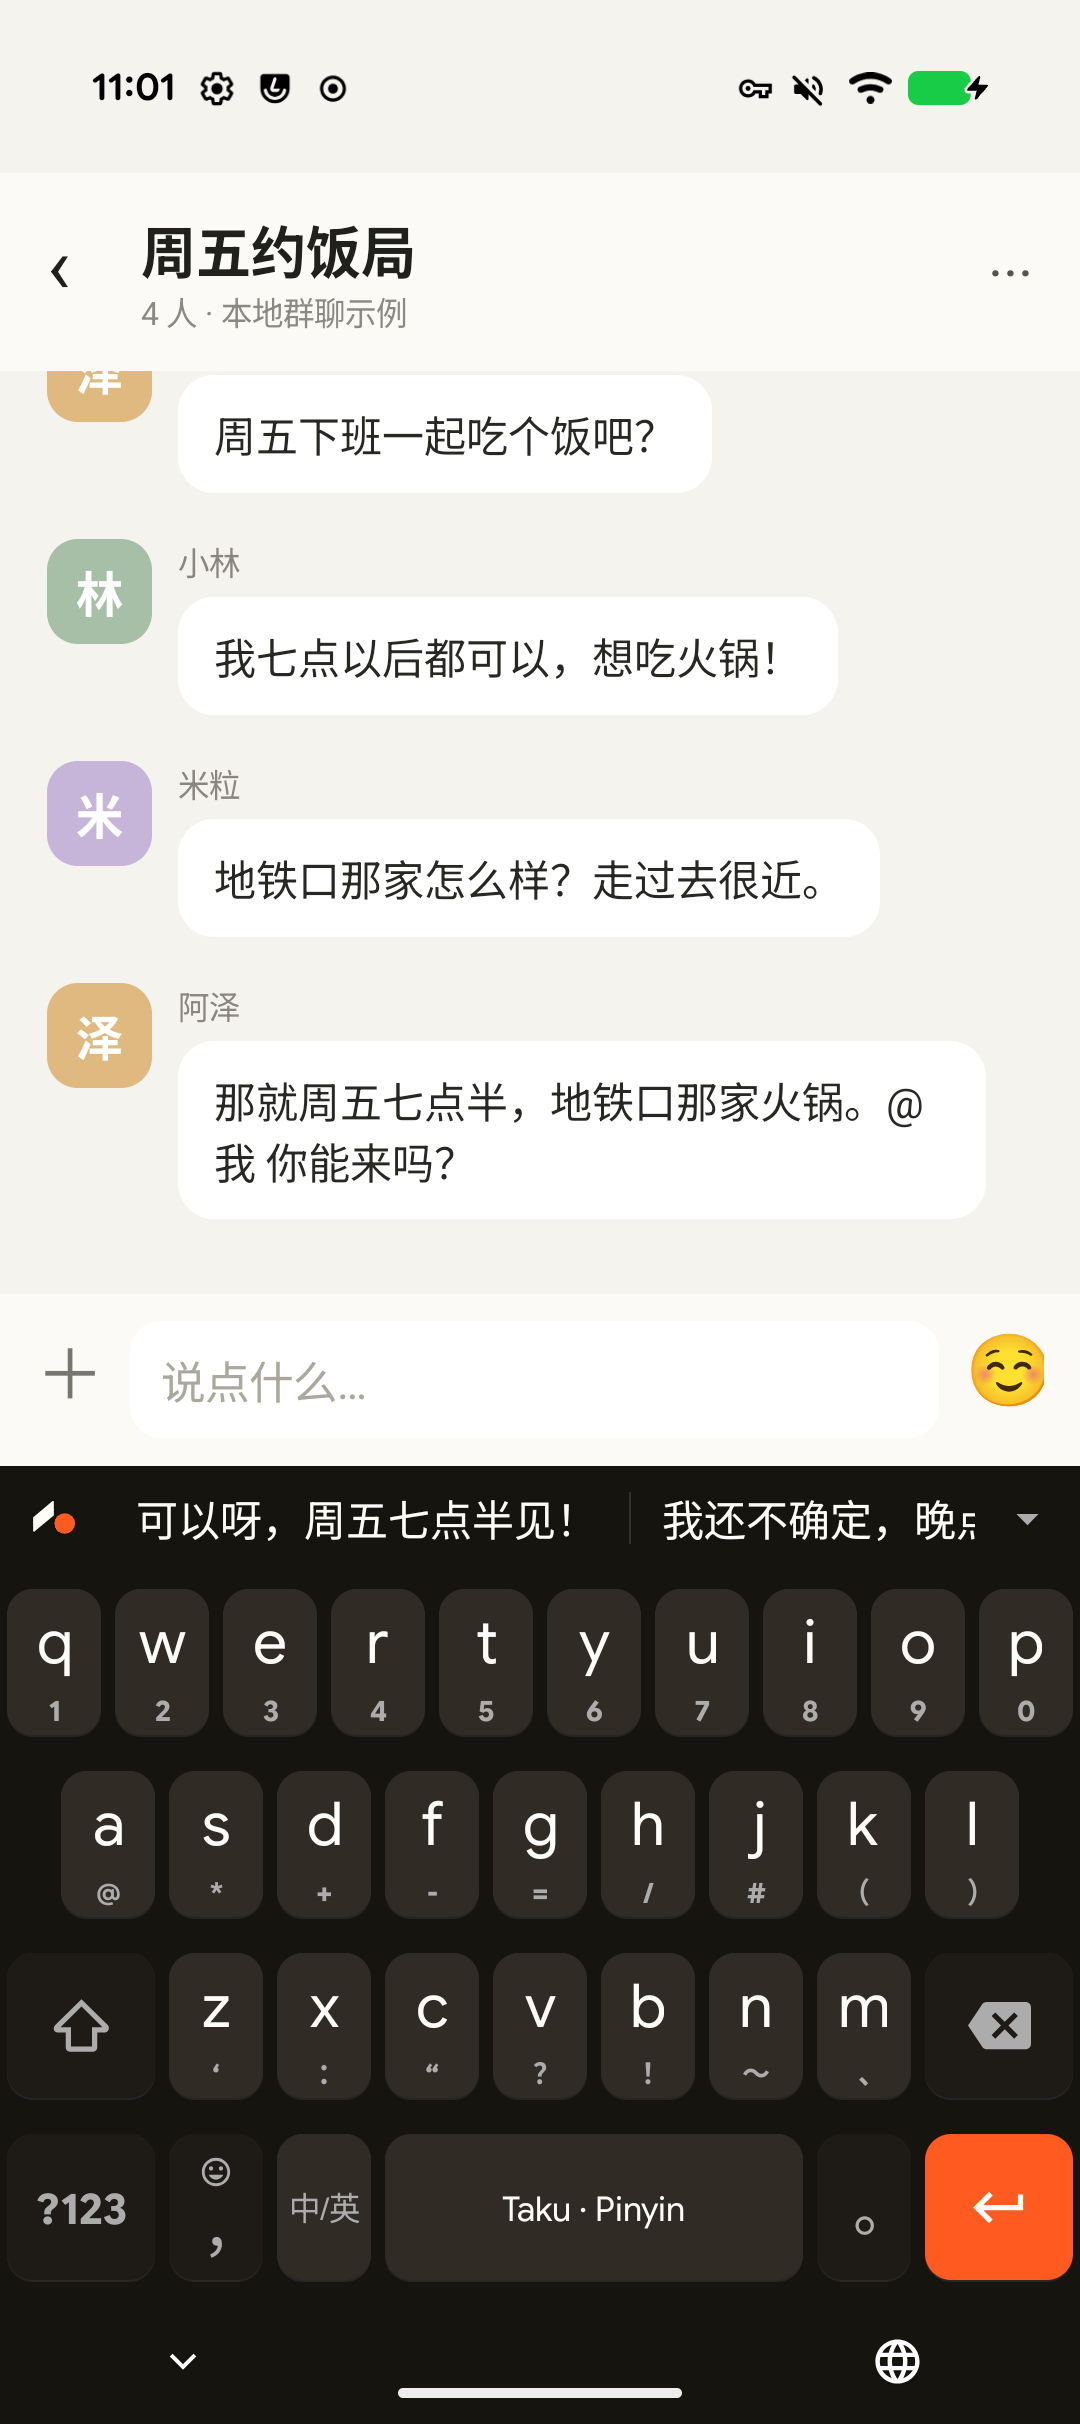 11:01
周五约饭局
4 人 · 本地群聊示例
泽
周五下班一起吃个饭吧？
林
小林
我七点以后都可以，想吃火锅！
米
米粒
地铁口那家怎么样？走过去很近。
泽
阿泽
那就周五七点半，地铁口那家火锅。@
我 你能来吗？
说点什么...
可以呀，周五七点半见！
我还不确定，晚点
q w e r t y u i o p
1 2 3 4 5 6 7 8 9 0
a s d f g h j k l
@ * + - = / # ( )
z x c v b n m
‘ : “ ? ! ～ 、
?123 ， 中/英 Taku · Pinyin 。